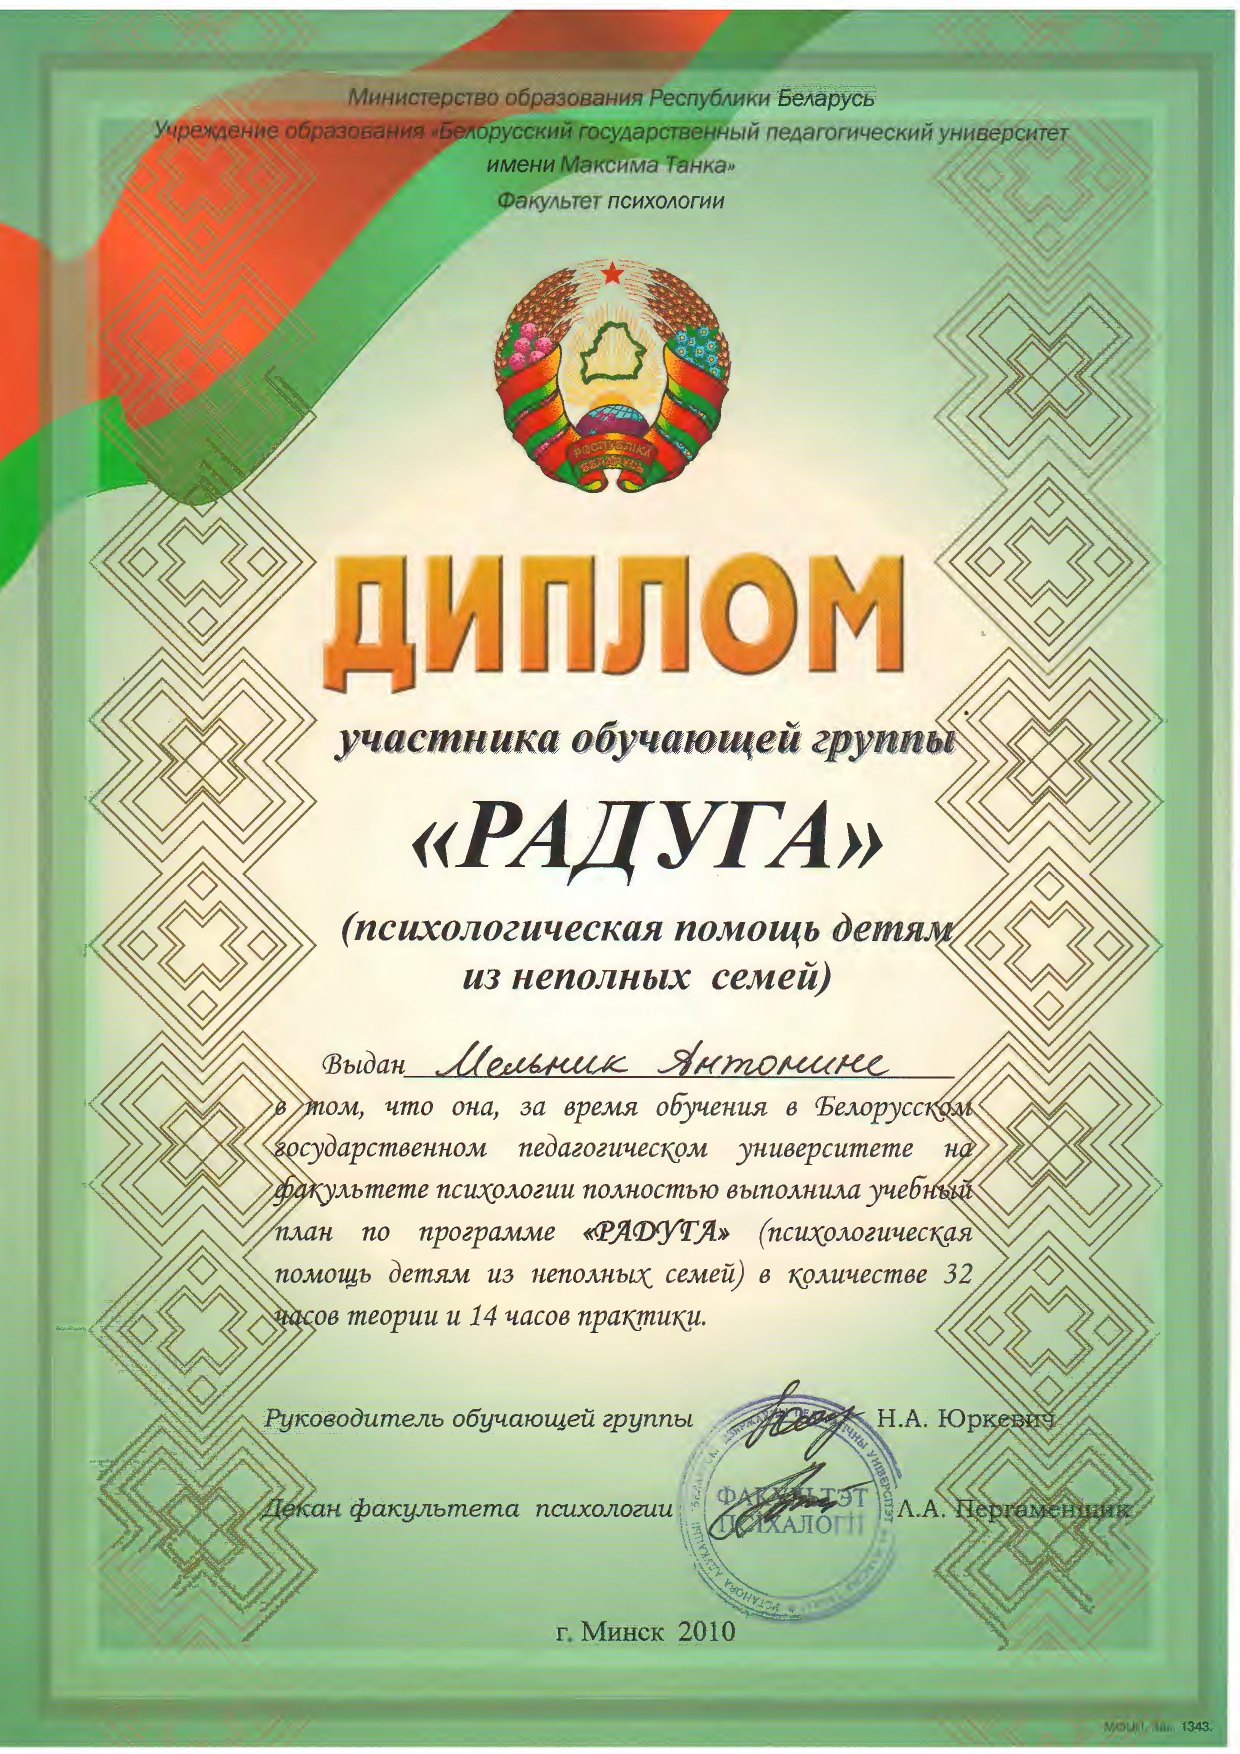 Министерство образования Республики Беларусь
Учреждение образования «Белорусский государственный педагогический университет
имени Максима Танка»
Факультет психологии
РЭСПУБЛІКА
БЕЛАРУСЬ
ДИПЛОМ
участника обучающей группы
«РАДУГА»
(психологическая помощь детям
из неполных семей)
Выдан Мельник Антонине
в том, что она, за время обучения в Белорусском
государственном педагогическом университете на
факультете психологии полностью выполнила учебный
план по программе «РАДУГА» (психологическая
помощь детям из неполных семей) в количестве 32
часов теории и 14 часов практики.
Руководитель обучающей группы Н.А. Юркевич
Декан факультета психологии Л.А. Пергаменщик
ФАКУЛЬТЭТ
ПСІХАЛОГІІ
г. Минск 2010
1343.